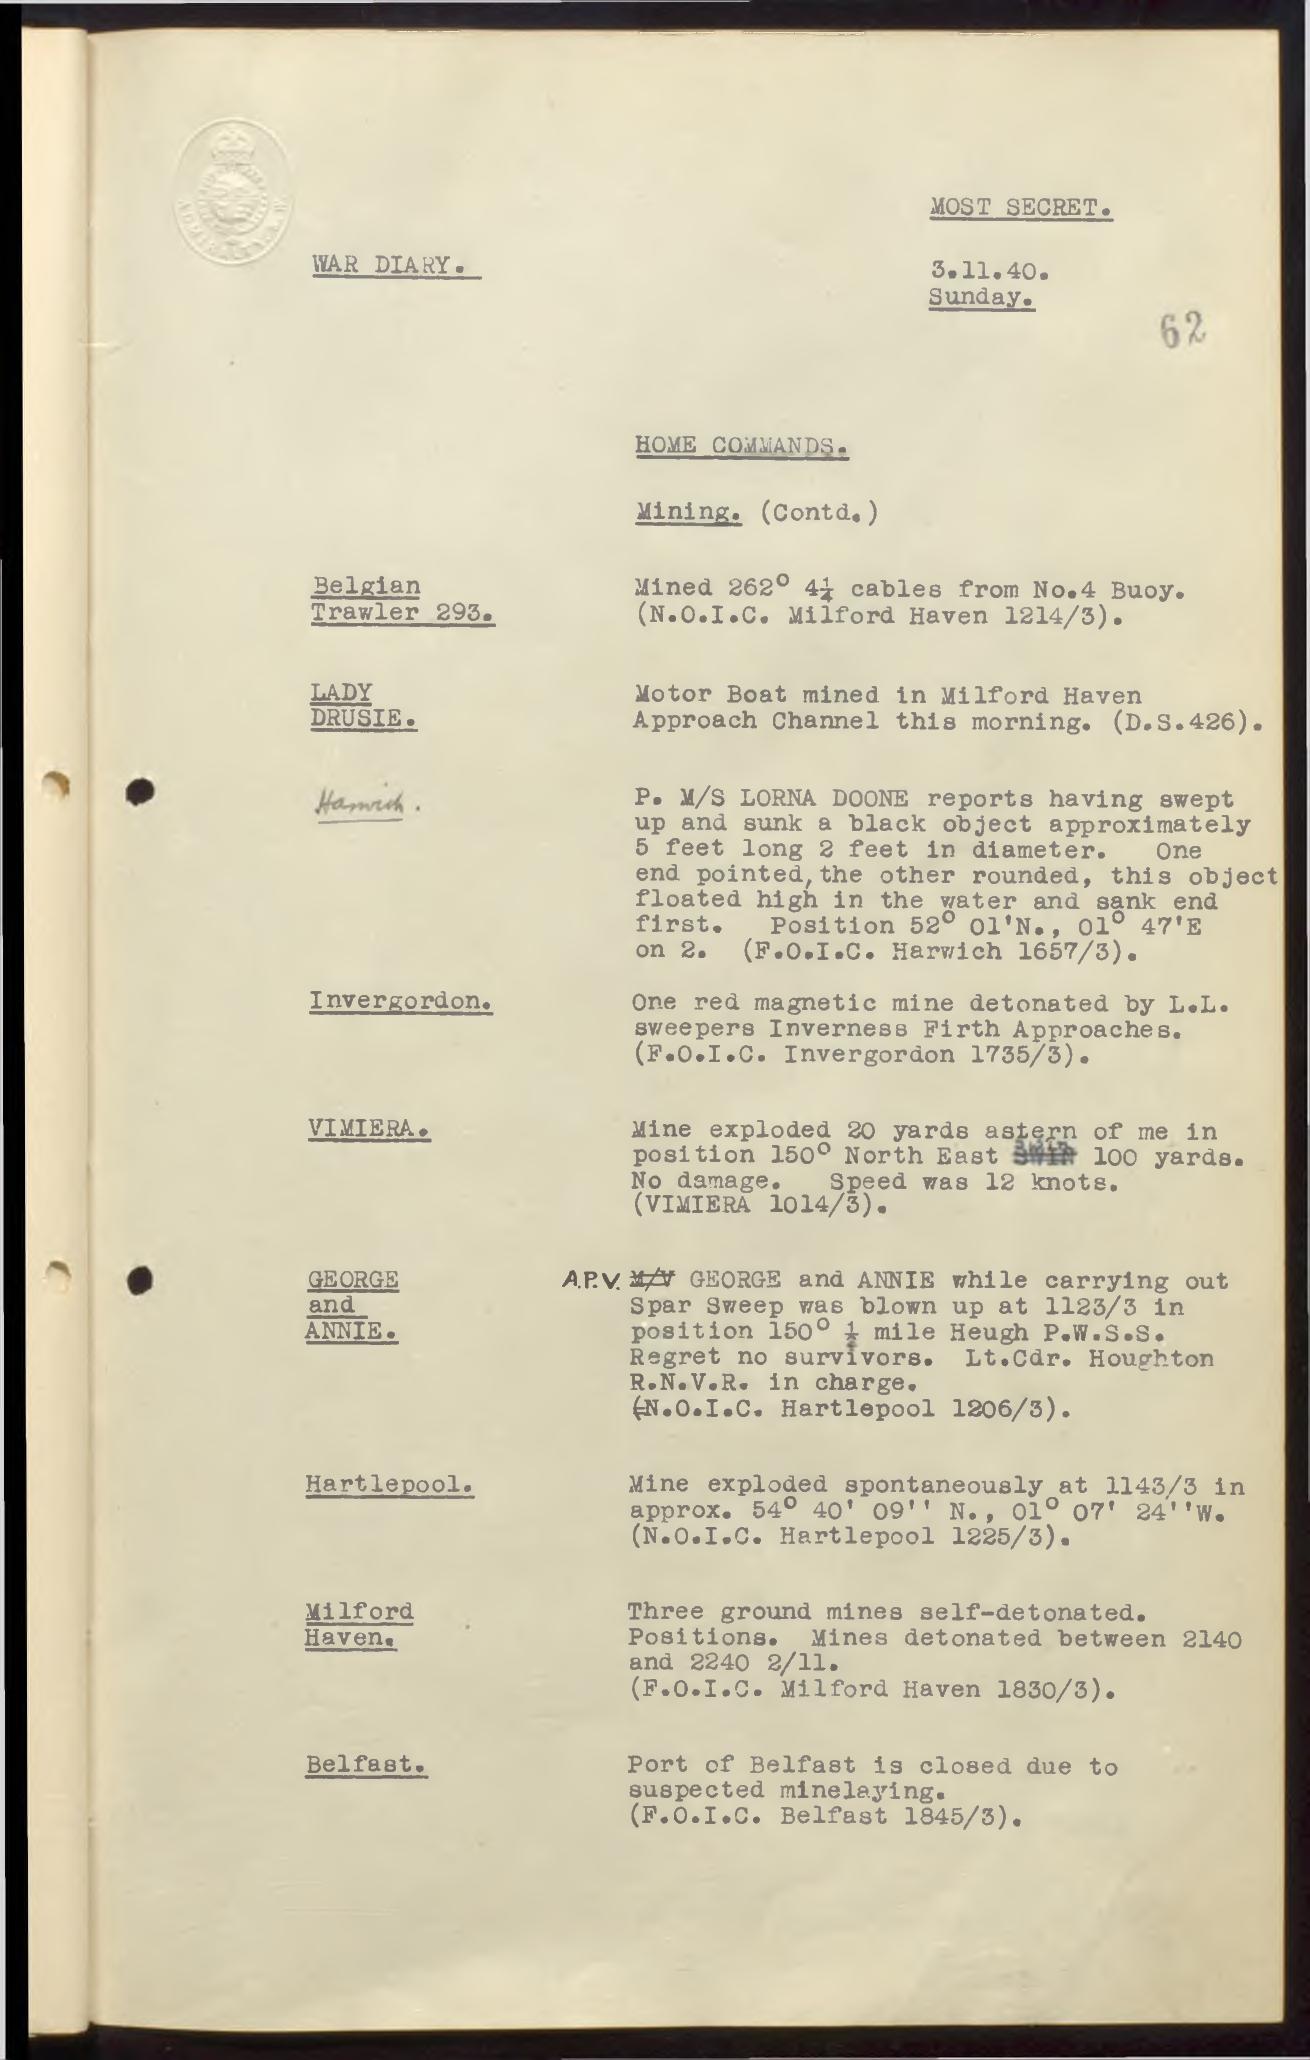 MOST SECRET.
WAR DIARY.
3.11.40.
Sunday.
62
HOME COMMANDS.
Mining. (Contd.)
Belgian
Trawler 293.
Mined 262° 4¼ cables from No.4 Buoy.
(N.O.I.C. Milford Haven 1214/3).
LADY
DRUSIE.
Motor Boat mined in Milford Haven
Approach Channel this morning. (D.S.426).
Harwich.
P. M/S LORNA DOONE reports having swept
up and sunk a black object approximately
5 feet long 2 feet in diameter. One
end pointed, the other rounded, this object
floated high in the water and sank end
first. Position 52° 01'N., 01° 47'E
on 2. (F.O.I.C. Harwich 1657/3).
Invergordon.
One red magnetic mine detonated by L.L.
sweepers Inverness Firth Approaches.
(F.O.I.C. Invergordon 1735/3).
VIMIERA.
Mine exploded 20 yards astern of me in
position 150° North East 100 yards.
No damage. Speed was 12 knots.
(VIMIERA 1014/3).
GEORGE
and
ANNIE.
A.P.V. M/V GEORGE and ANNIE while carrying out
Spar Sweep was blown up at 1123/3 in
position 150° ½ mile Heugh P.W.S.S.
Regret no survivors. Lt.Cdr. Houghton
R.N.V.R. in charge.
(N.O.I.C. Hartlepool 1206/3).
Hartlepool.
Mine exploded spontaneously at 1143/3 in
approx. 54° 40' 09'' N., 01° 07' 24''W.
(N.O.I.C. Hartlepool 1225/3).
Milford
Haven.
Three ground mines self-detonated.
Positions. Mines detonated between 2140
and 2240 2/11.
(F.O.I.C. Milford Haven 1830/3).
Belfast.
Port of Belfast is closed due to
suspected minelaying.
(F.O.I.C. Belfast 1845/3).